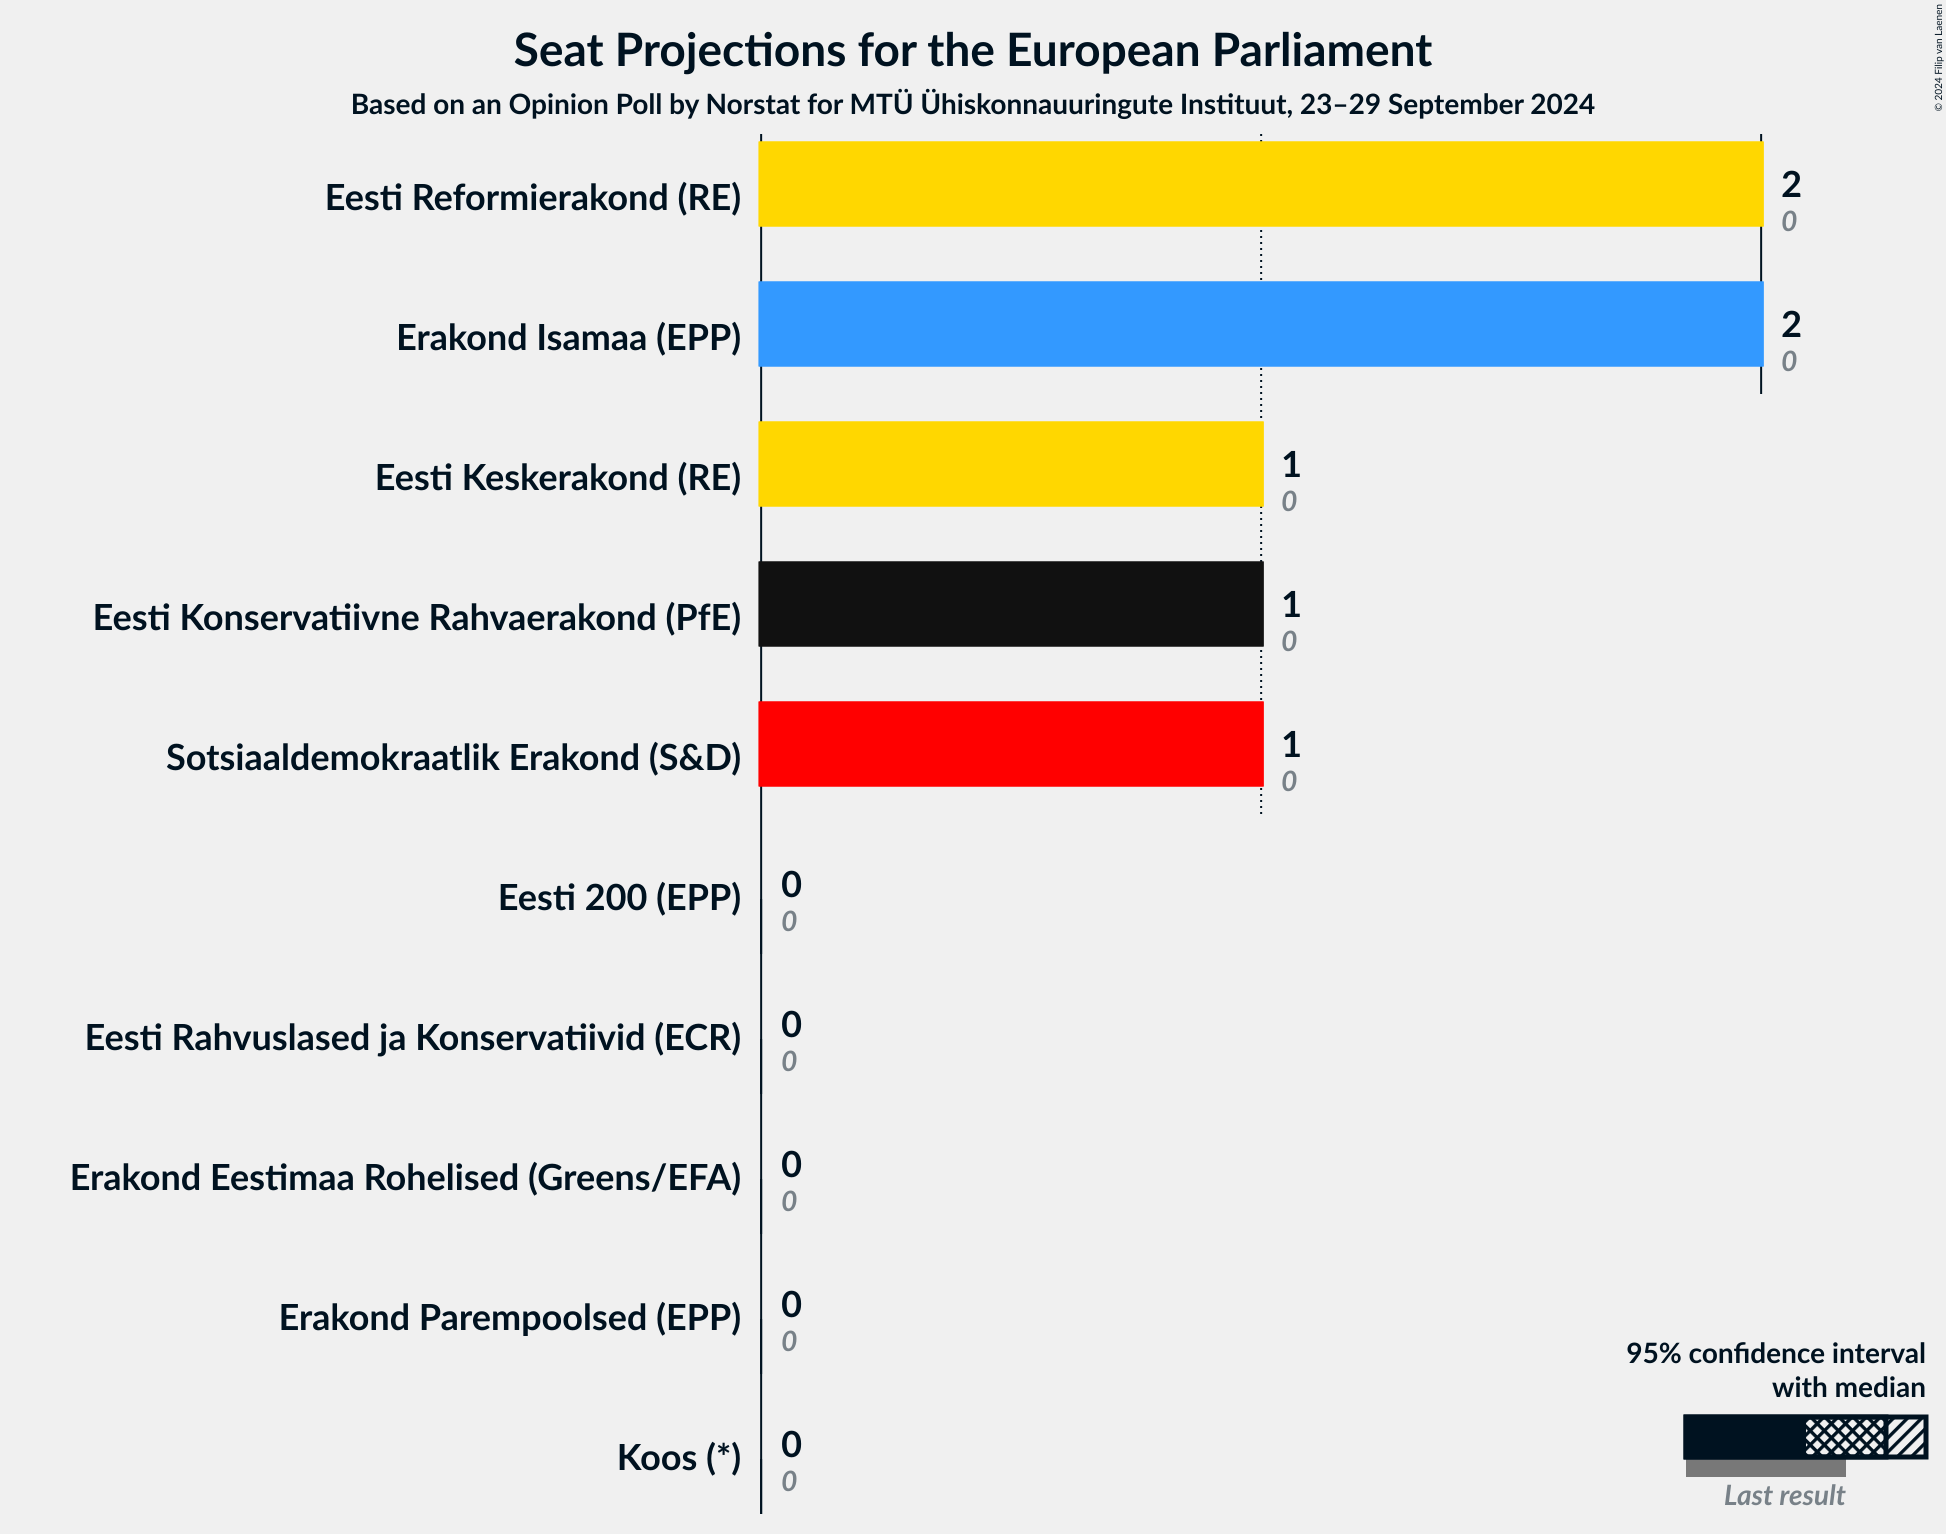 Seat Projections for the European Parliament
Based on an Opinion Poll by Norstat for MTÜ Ühiskonnauuringute Instituut, 23–29 September 2024
© 2024 Filip van Laenen
Eesti Reformierakond (RE)
2
0
Erakond Isamaa (EPP)
2
0
Eesti Keskerakond (RE)
1
0
Eesti Konservatiivne Rahvaerakond (PfE)
1
0
Sotsiaaldemokraatlik Erakond (S&D)
1
0
Eesti 200 (EPP)
0
0
Eesti Rahvuslased ja Konservatiivid (ECR)
0
0
Erakond Eestimaa Rohelised (Greens/EFA)
0
0
Erakond Parempoolsed (EPP)
0
0
Koos (*)
0
0
95% confidence interval
with median
Last result